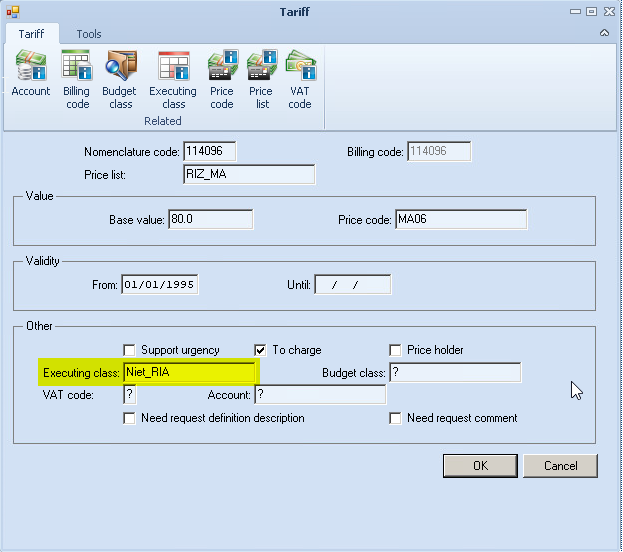 Tariff
Tariff Tools
Account Billing code Budget class Executing class Price code Price list VAT code
Related
Nomenclature code: 114096 Billing code: 114096
Price list: RIZ_MA
Value
Base value: 80.0 Price code: MA06
Validity
From: 01/01/1995 Until: / /
Other
Support urgency To charge Price holder
Executing class: Niet_RIA Budget class: ?
VAT code: ? Account: ?
Need request definition description Need request comment
OK Cancel